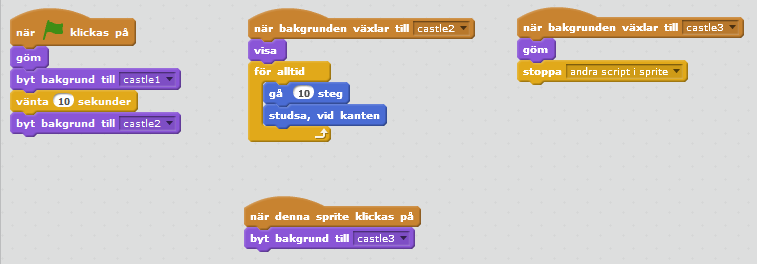 när klickas på
göm
byt bakgrund till castle1
vänta 10 sekunder
byt bakgrund till castle2
när bakgrunden växlar till castle2
visa
för alltid
gå 10 steg
studsa, vid kanten
när bakgrunden växlar till castle3
göm
stoppa andra script i sprite
när denna sprite klickas på
byt bakgrund till castle3